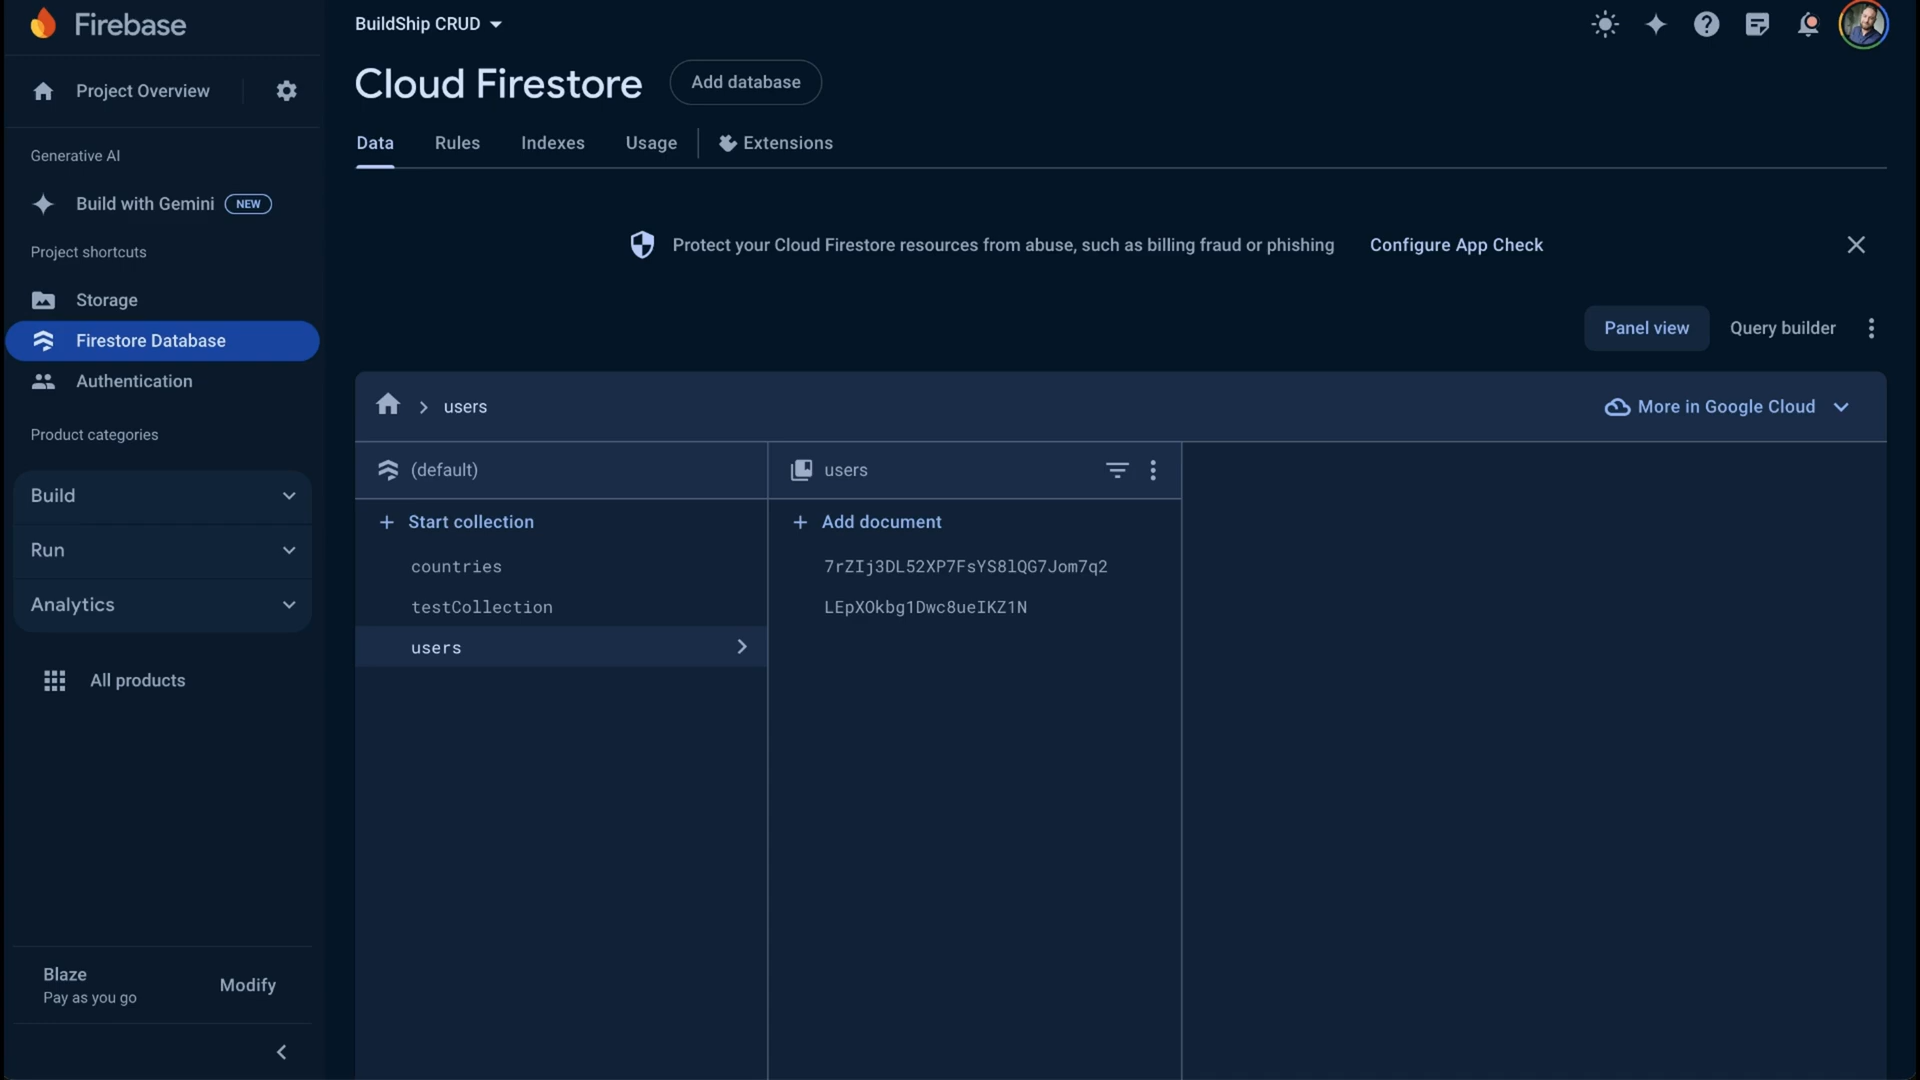 Firebase
Project Overview
Generative AI
Build with Gemini NEW
Project shortcuts
Storage
Firestore Database
Authentication
Product categories
Build
Run
Analytics
All products
Blaze
Pay as you go
Modify
BuildShip CRUD
Cloud Firestore
Add database
Data Rules Indexes Usage Extensions
Protect your Cloud Firestore resources from abuse, such as billing fraud or phishing Configure App Check
Panel view Query builder
users
More in Google Cloud
(default)
+ Start collection
countries
testCollection
users
users
+ Add document
7rZIj3DL52XP7FsYS8lQG7Jom7q2
LEpXOkbg1Dwc8ueIKZ1N